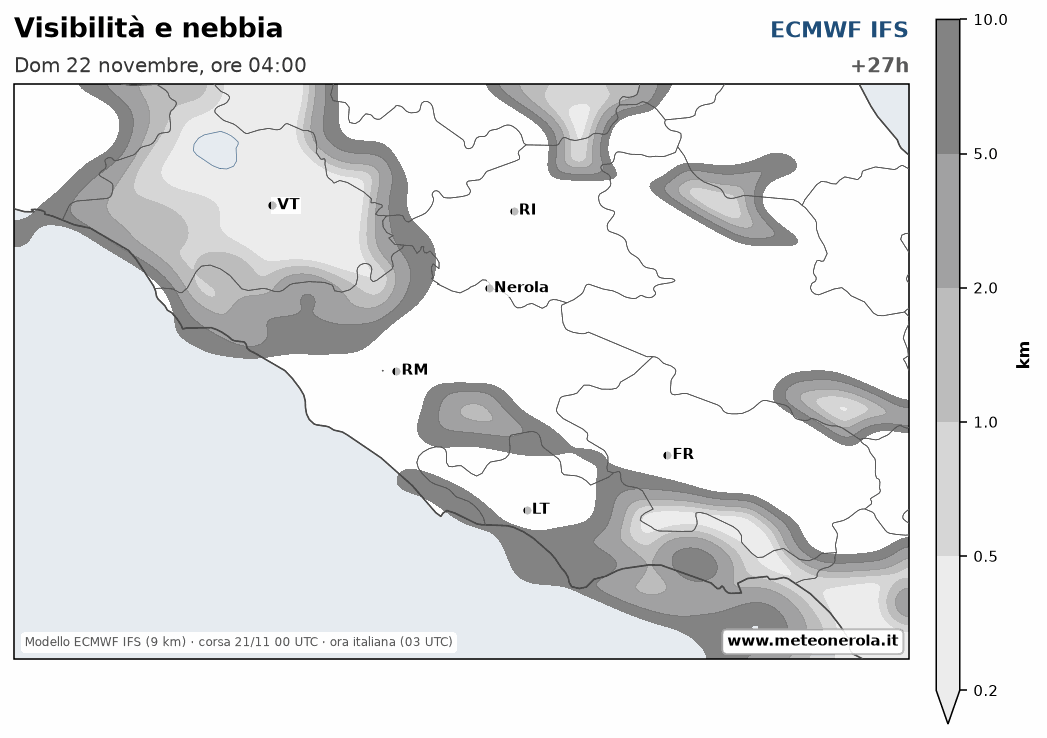 Visibilità e nebbia
ECMWF IFS
Dom 22 novembre, ore 04:00
+27h
10.0
5.0
2.0
1.0
0.5
0.2
km
VT
RI
Nerola
RM
FR
LT
Modello ECMWF IFS (9 km) · corsa 21/11 00 UTC · ora italiana (03 UTC)
www.meteonerola.it